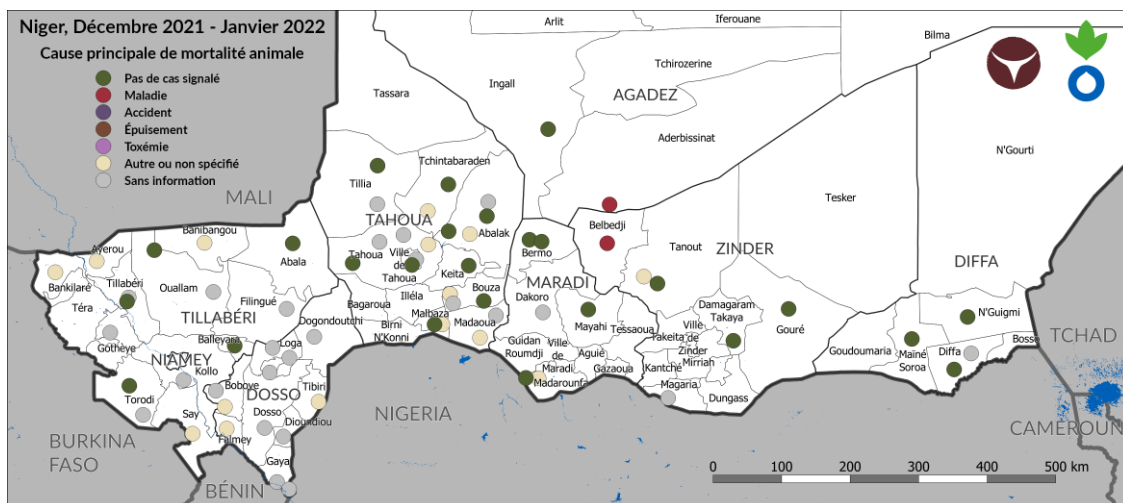 Niger, Décembre 2021 - Janvier 2022
Cause principale de mortalité animale
Pas de cas signalé
Maladie
Accident
Épuisement
Toxémie
Autre ou non spécifié
Sans information
Arlit
Iferouane
Bilma
Tchirozerine
Ingall
AGADEZ
Tassara
Aderbissinat
N'Gourti
Tchintabaraden
Tillia
MALI
Tesker
TAHOUA
Belbedji
Banibangou
Abalak
Tanout
ZINDER
Ayerou
Abala
Tahoua
Ville
de
Tahoua
Bermo
DIFFA
Bankilaré
Tillabéri
Ouallam
Keita
MARADI
Téra
Filingué
Bagaroua
Illéla
Bouza
Dakoro
Damagaram
Takaya
N'Guigmi
TILLABÉRI
Dogondoutchi
Birni
N'Konni
Malbaza
Madaoua
Mayahi
Tessaoua
Gouré
TCHAD
Gothèye
Balleyara
Loga
Guidan
Roumdji
Ville
de
Maradi
Aguié
Takeita
Ville
de
Zinder
Mirriah
Goudoumaria
Maïné
Soroa
Diffa
Bosso
NIAMEY
Kollo
Madarounfa
Gazaoua
Kantché
Magaria
Dungass
Torodi
Boboye
DOSSO
Tibiri
Say
Dosso
Dioundiou
NIGERIA
CAMEROUN
BURKINA
FASO
Falmey
Gaya
BÉNIN
0 100 200 300 400 500 km